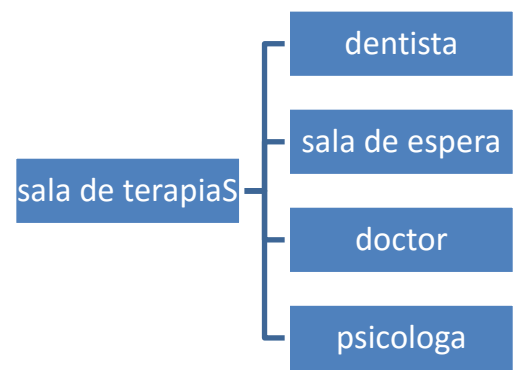 sala de terapiaS
dentista
sala de espera
doctor
psicologa